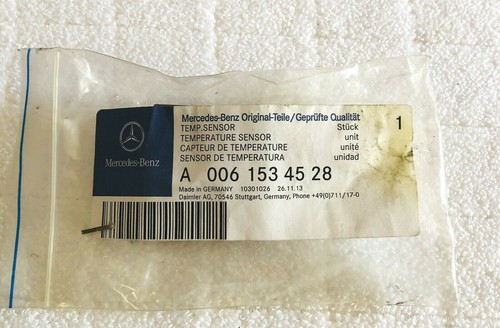 Mercedes-Benz
Mercedes-Benz Original-Teile/Geprüfte Qualität
TEMP.SENSOR Stück 1
TEMPERATURE SENSOR unit
CAPTEUR DE TEMPERATURE unité
SENSOR DE TEMPERATURA unidad
A 006 153 45 28
Made in GERMANY 10301026 26.11.13
Daimler AG, 70546 Stuttgart, Germany, Phone +49(0)711/17-0